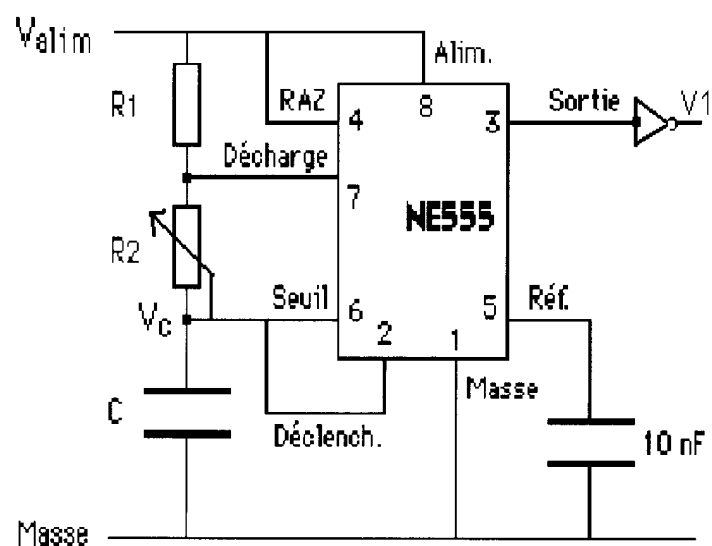 Valim
Alim.
R1
RAZ
4
8
3
Sortie
V1
Décharge
7
NE555
R2
Seuil
6
5
Réf.
Vc
2
1
Masse
C
Déclench.
10 nF
Masse